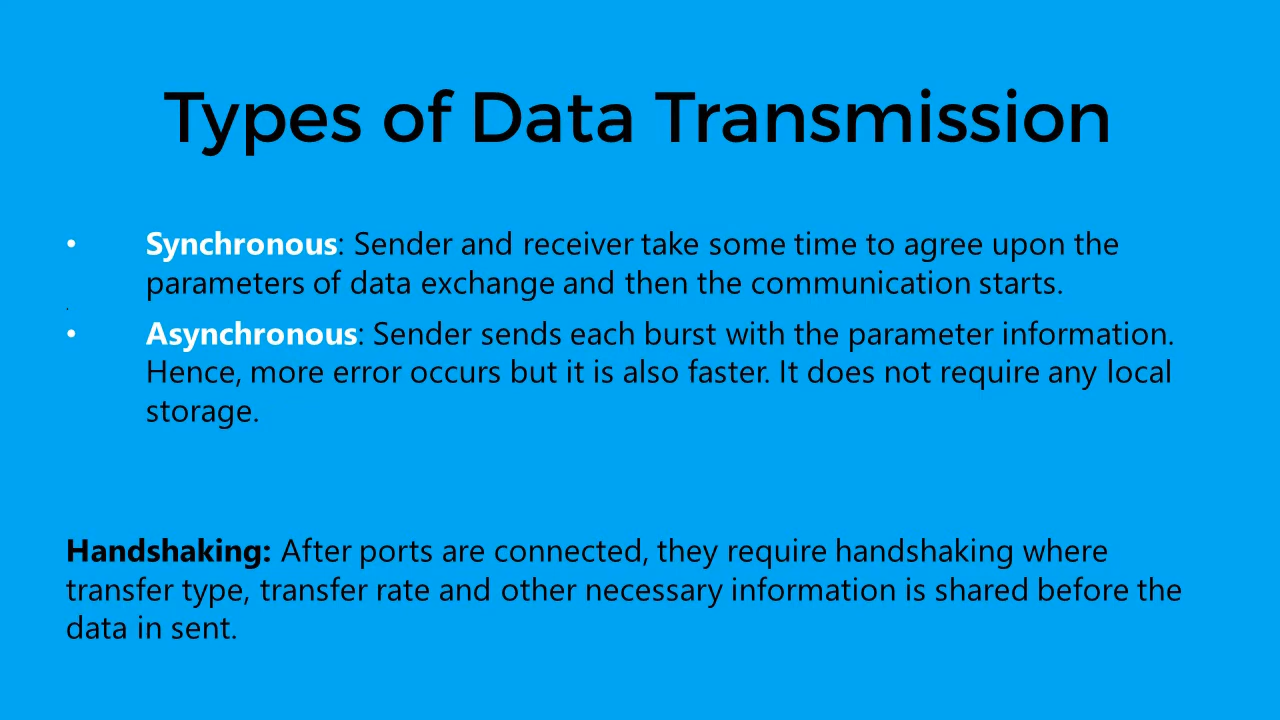 Types of Data Transmission
• Synchronous: Sender and receiver take some time to agree upon the
parameters of data exchange and then the communication starts.
• Asynchronous: Sender sends each burst with the parameter information.
Hence, more error occurs but it is also faster. It does not require any local
storage.
Handshaking: After ports are connected, they require handshaking where
transfer type, transfer rate and other necessary information is shared before the
data in sent.